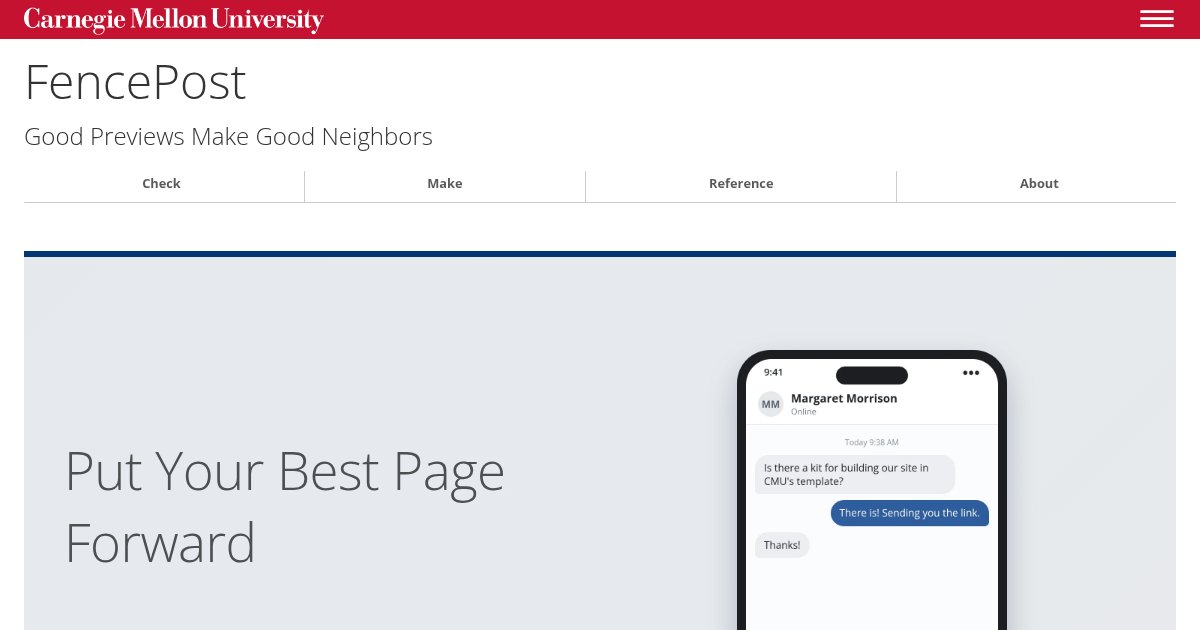 Carnegie Mellon University
FencePost
Good Previews Make Good Neighbors
Check
Make
Reference
About
Put Your Best Page
Forward
9:41
MM
Margaret Morrison
Online
Today 9:38 AM
Is there a kit for building our site in
CMU's template?
There is! Sending you the link.
Thanks!